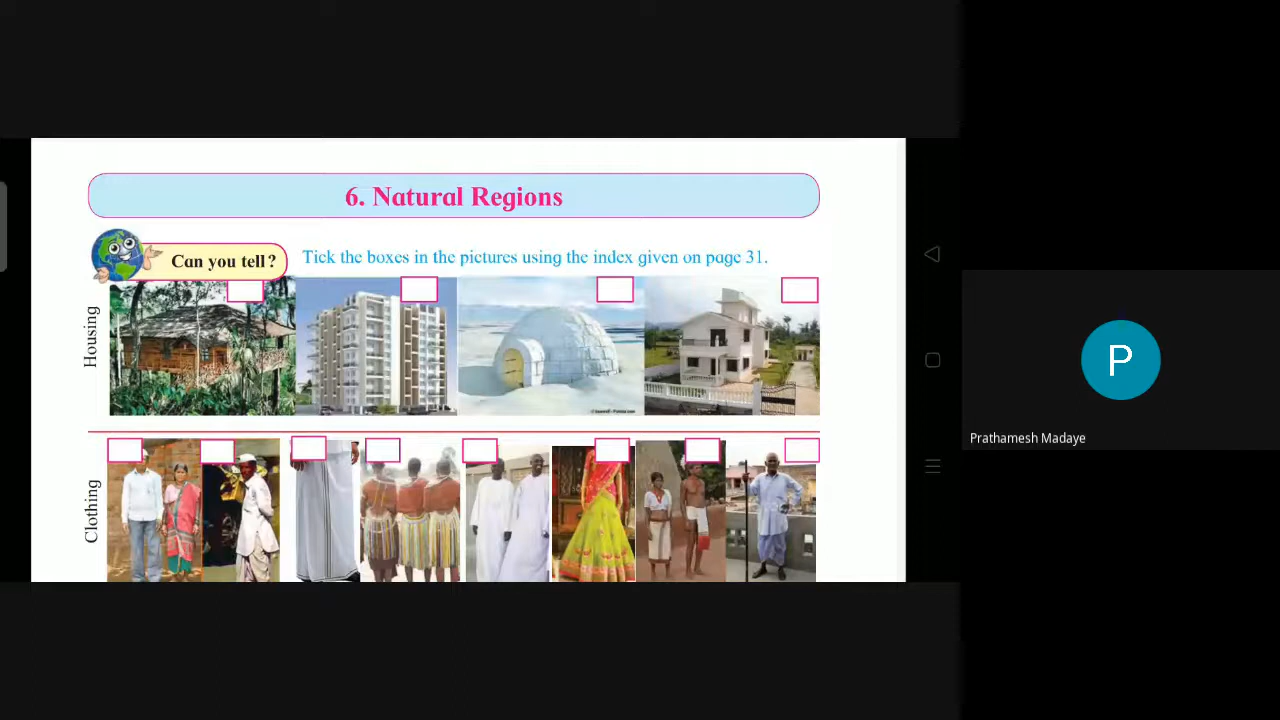 6. Natural Regions
Can you tell?
Tick the boxes in the pictures using the index given on page 31.
Housing
Clothing
P
Prathamesh Madaye